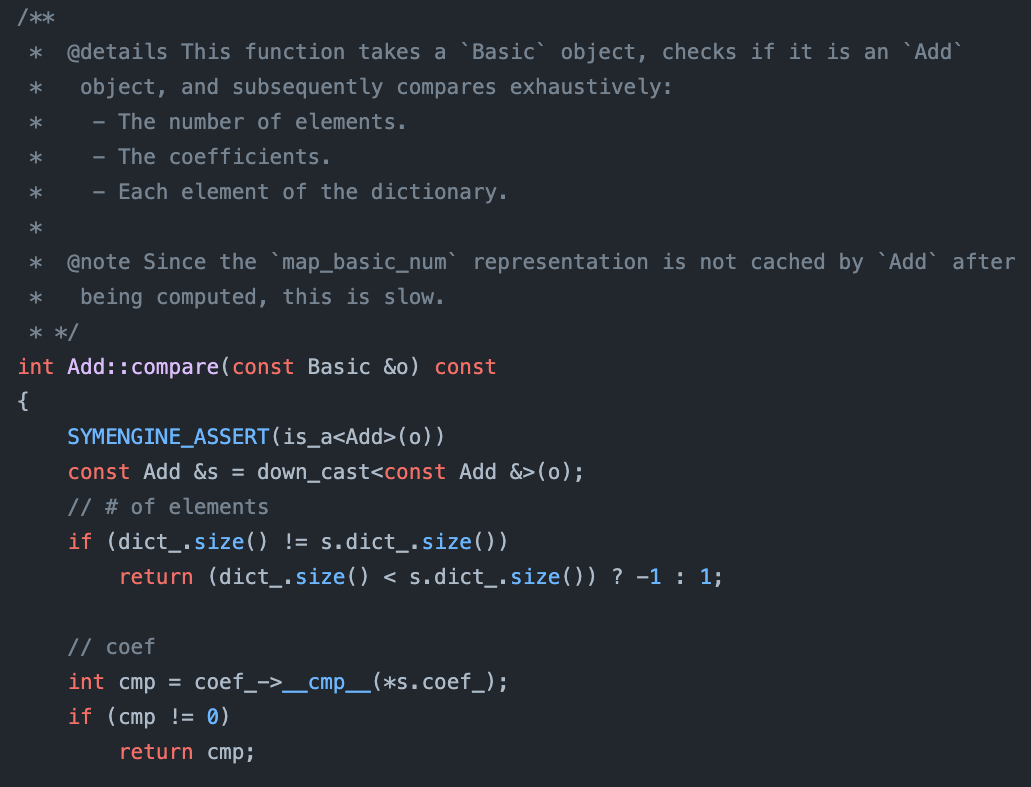 /**
 *  @details This function takes a `Basic` object, checks if it is an `Add`
 *   object, and subsequently compares exhaustively:
 *    - The number of elements.
 *    - The coefficients.
 *    - Each element of the dictionary.
 *
 *  @note Since the `map_basic_num` representation is not cached by `Add` after
 *   being computed, this is slow.
 * */
int Add::compare(const Basic &o) const
{
    SYMENGINE_ASSERT(is_a<Add>(o))
    const Add &s = down_cast<const Add &>(o);
    // # of elements
    if (dict_.size() != s.dict_.size())
        return (dict_.size() < s.dict_.size()) ? -1 : 1;

    // coef
    int cmp = coef_->__cmp__(*s.coef_);
    if (cmp != 0)
        return cmp;